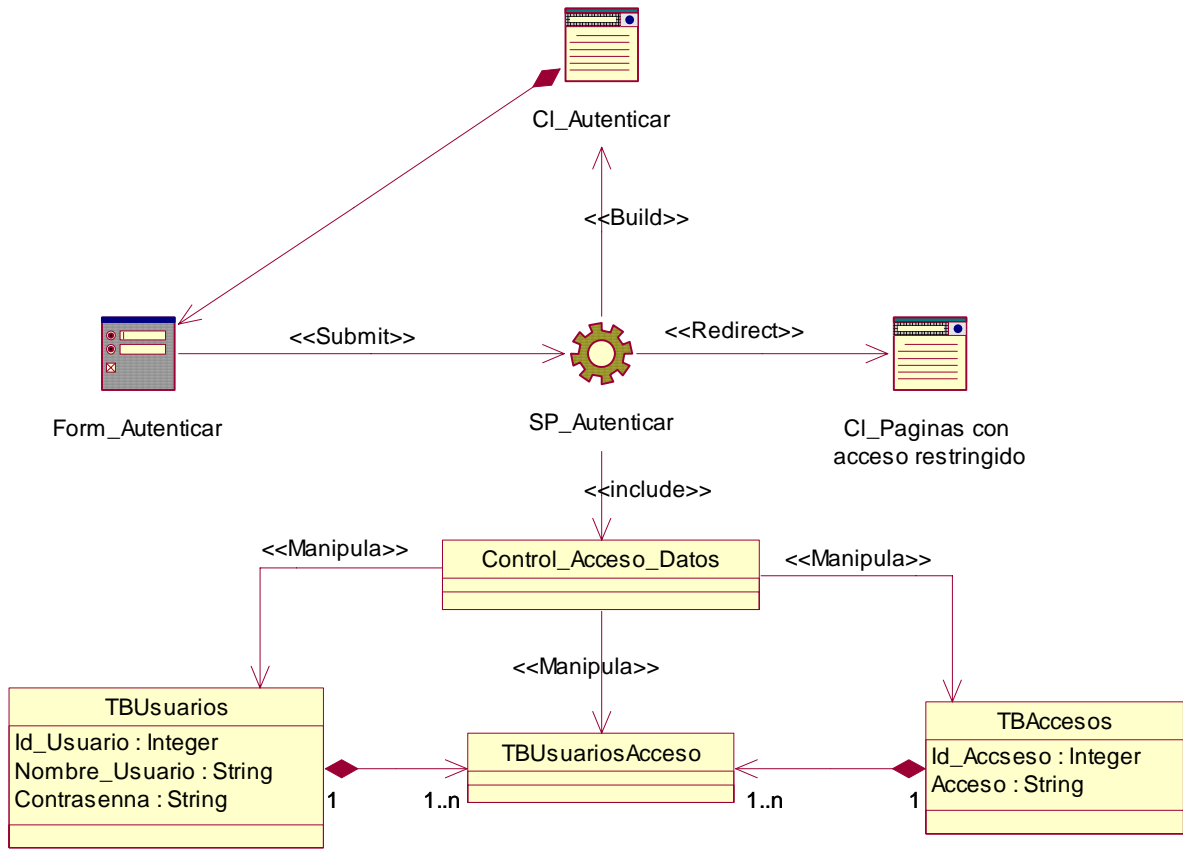 Cl_Autenticar
<<Build>>
<<Submit>>
<<Redirect>>
Form_Autenticar
SP_Autenticar
Cl_Paginas con
acceso restringido
<<include>>
<<Manipula>>
Control_Acceso_Datos
<<Manipula>>
<<Manipula>>
TBUsuarios
Id_Usuario : Integer
Nombre_Usuario : String
Contrasenna : String
TBUsuariosAcceso
TBAccesos
Id_Accseso : Integer
Acceso : String
1
1..n
1..n
1